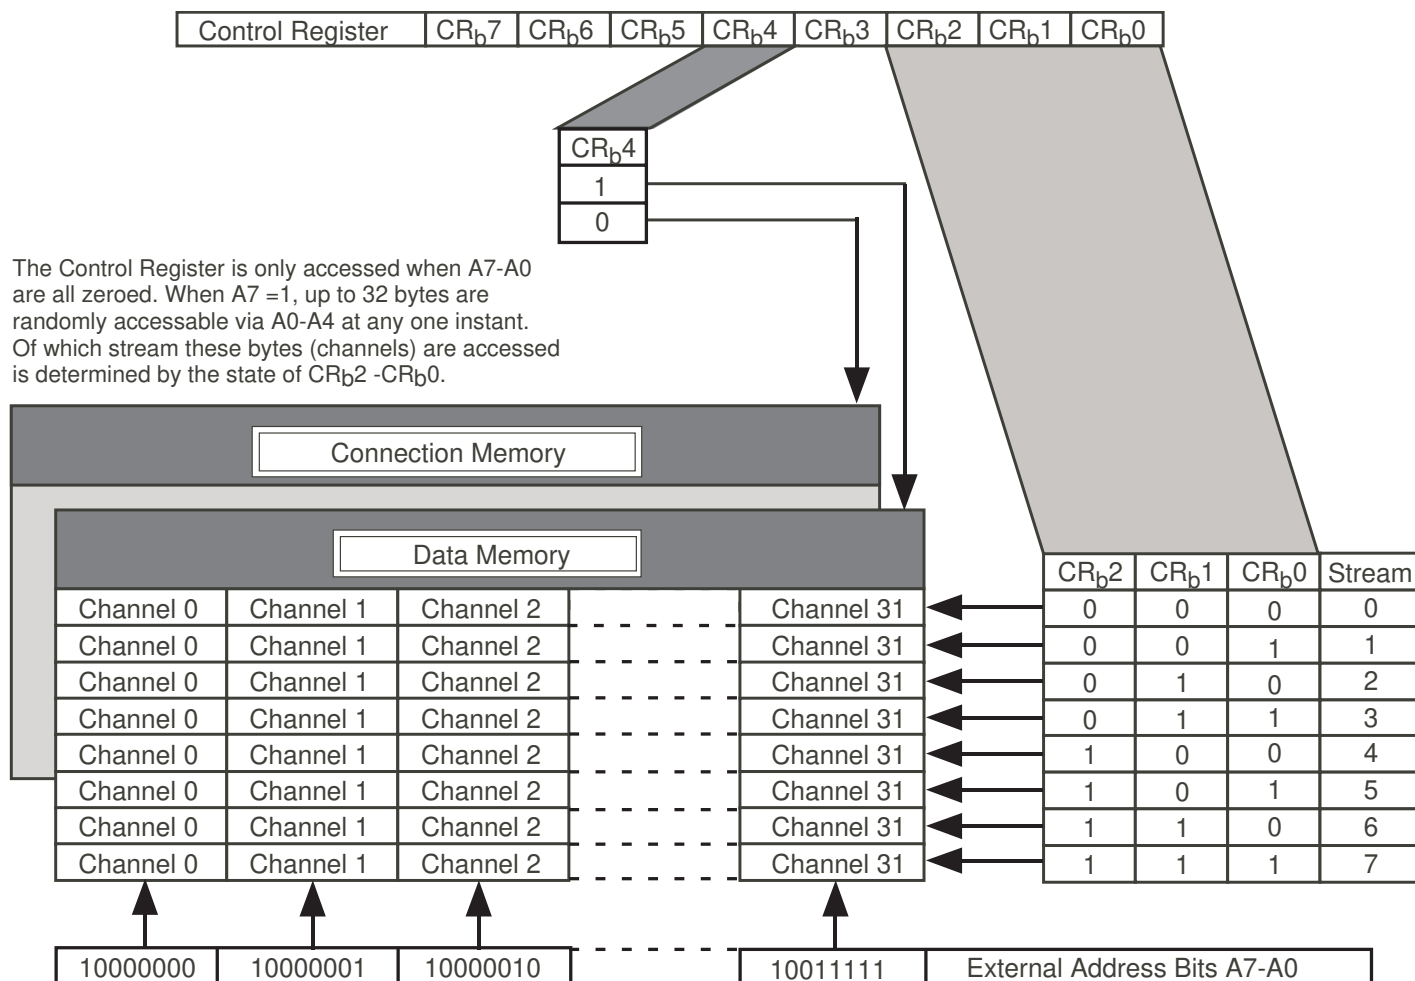 Control Register CRb7 CRb6 CRb5 CRb4 CRb3 CRb2 CRb1 CRb0
CRb4
1
0
The Control Register is only accessed when A7-A0
are all zeroed. When A7 =1, up to 32 bytes are
randomly accessable via A0-A4 at any one instant.
Of which stream these bytes (channels) are accessed
is determined by the state of CRb2 -CRb0.
Connection Memory
Data Memory
CRb2 CRb1 CRb0 Stream
Channel 0 Channel 1 Channel 2 Channel 31 0 0 0 0
Channel 0 Channel 1 Channel 2 Channel 31 0 0 1 1
Channel 0 Channel 1 Channel 2 Channel 31 0 1 0 2
Channel 0 Channel 1 Channel 2 Channel 31 0 1 1 3
Channel 0 Channel 1 Channel 2 Channel 31 1 0 0 4
Channel 0 Channel 1 Channel 2 Channel 31 1 0 1 5
Channel 0 Channel 1 Channel 2 Channel 31 1 1 0 6
Channel 0 Channel 1 Channel 2 Channel 31 1 1 1 7
10000000 10000001 10000010 10011111 External Address Bits A7-A0